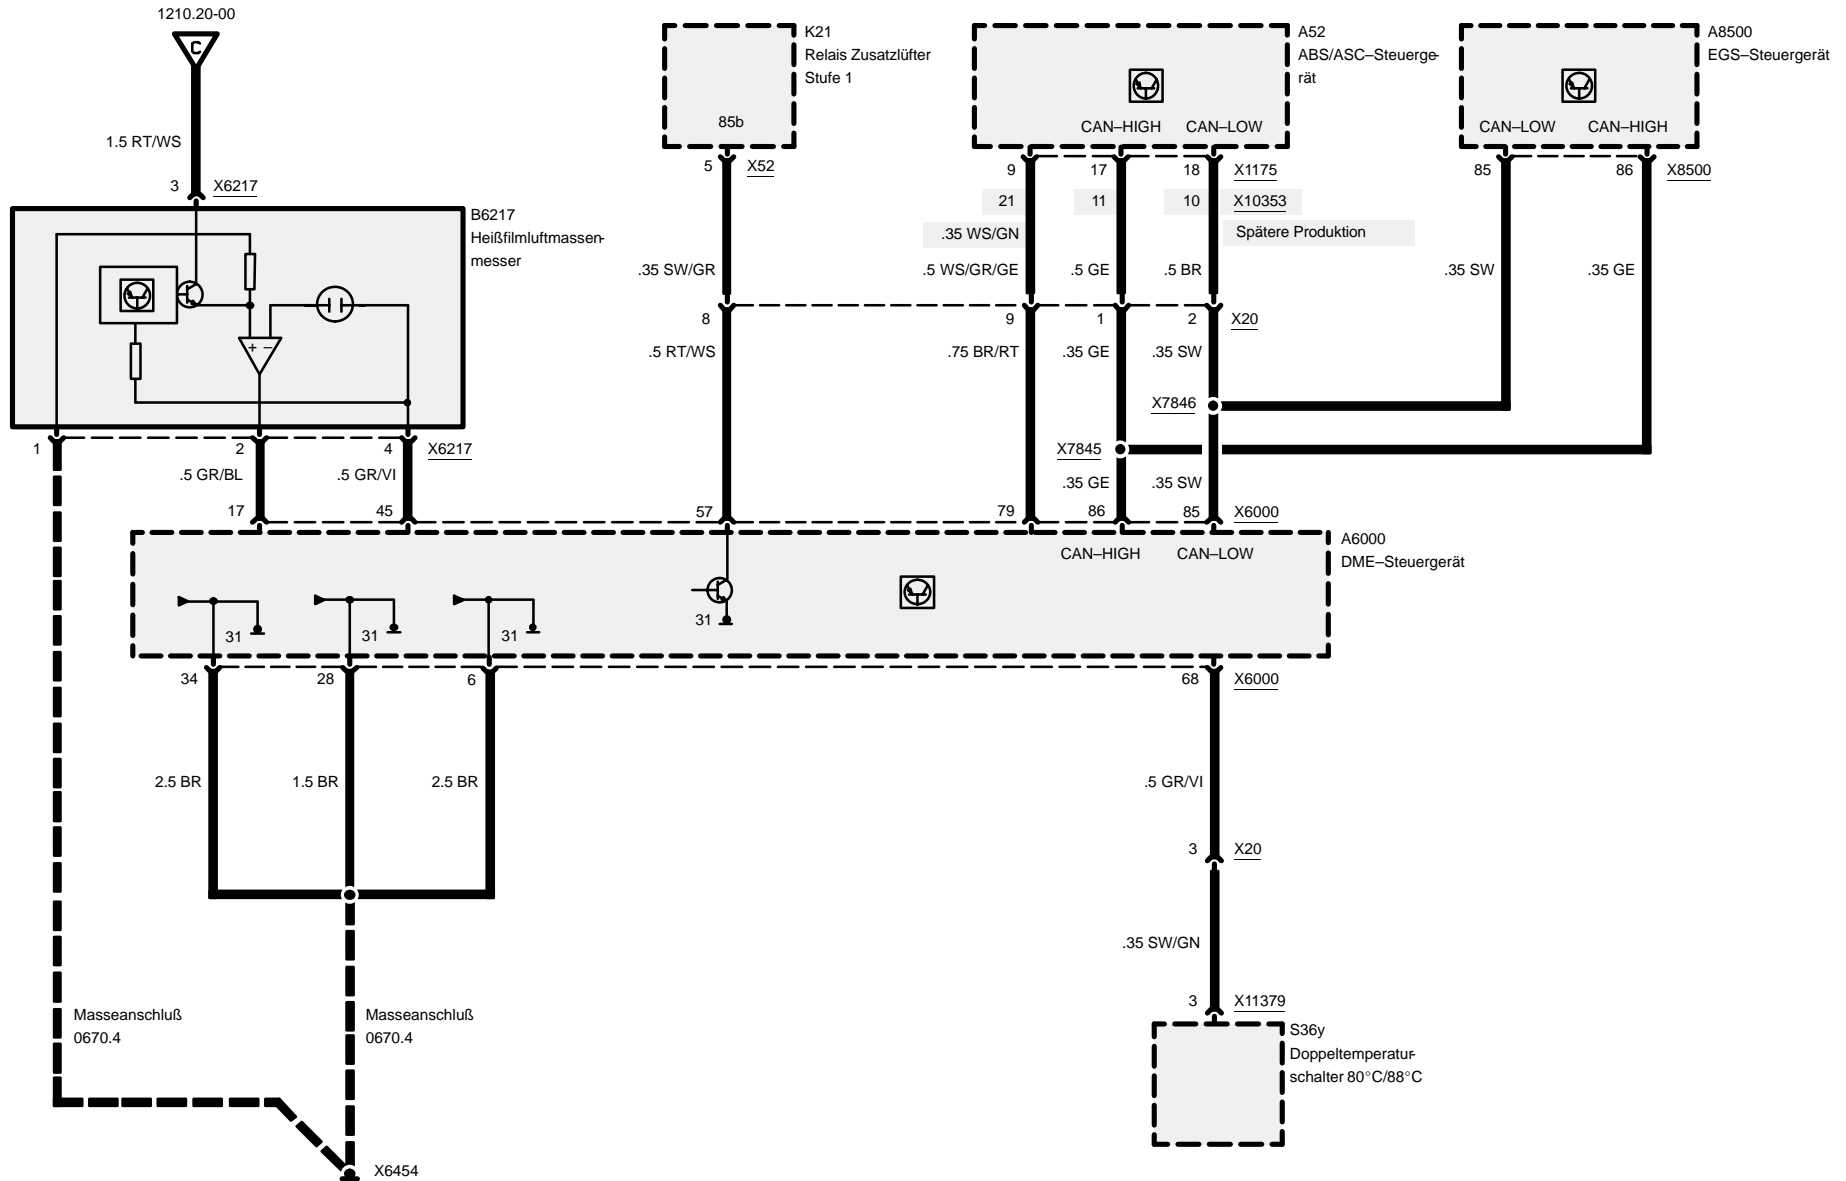 1210.20-00
C
K21
Relais Zusatzlüfter
Stufe 1
A52
ABS/ASC–Steuerge-
rät
A8500
EGS–Steuergerät
85b
CAN–HIGH CAN–LOW
CAN–LOW CAN–HIGH
1.5 RT/WS
5 X52
9 17 18 X1175
85 86 X8500
3 X6217
21 11 10 X10353
B6217
Heißfilmluftmassen-
messer
.35 WS/GN
Spätere Produktion
.35 SW/GR
.5 WS/GR/GE .5 GE .5 BR
.35 SW .35 GE
8 9 1 2 X20
+ –
.5 RT/WS .75 BR/RT .35 GE .35 SW
X7846
1 2 4 X6217
X7845
.5 GR/BL .5 GR/VI
.35 GE .35 SW
17 45 57 79 86 85 X6000
A6000
DME–Steuergerät
CAN–HIGH CAN–LOW
31 31 31 31
34 28 6 68 X6000
2.5 BR 1.5 BR 2.5 BR .5 GR/VI
3 X20
.35 SW/GN
3 X11379
Masseanschluß
0670.4
Masseanschluß
0670.4
S36y
Doppeltemperatur-
schalter 80°C/88°C
X6454